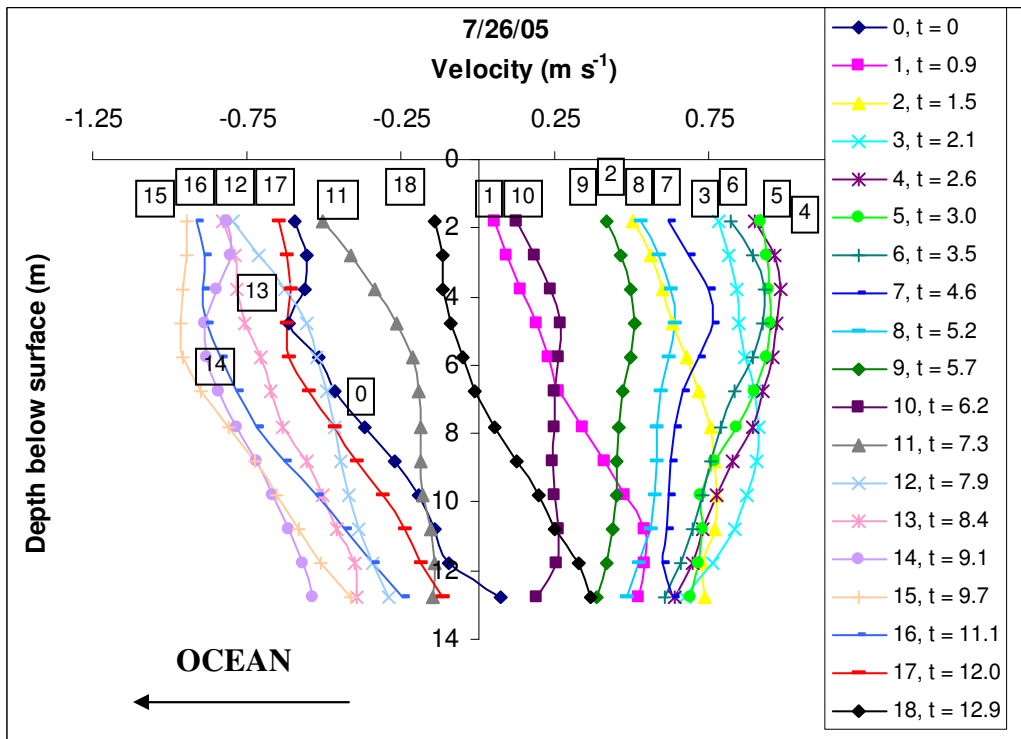 7/26/05
Velocity (m s-1)
-1.25 -0.75 -0.25 0.25 0.75
0
2
4
6
8
10
12
14
Depth below surface (m)
15 16 12 17 11 18 1 10 9 2 8 7 3 6 5 4
13
14
0
OCEAN
0, t = 0
1, t = 0.9
2, t = 1.5
3, t = 2.1
4, t = 2.6
5, t = 3.0
6, t = 3.5
7, t = 4.6
8, t = 5.2
9, t = 5.7
10, t = 6.2
11, t = 7.3
12, t = 7.9
13, t = 8.4
14, t = 9.1
15, t = 9.7
16, t = 11.1
17, t = 12.0
18, t = 12.9